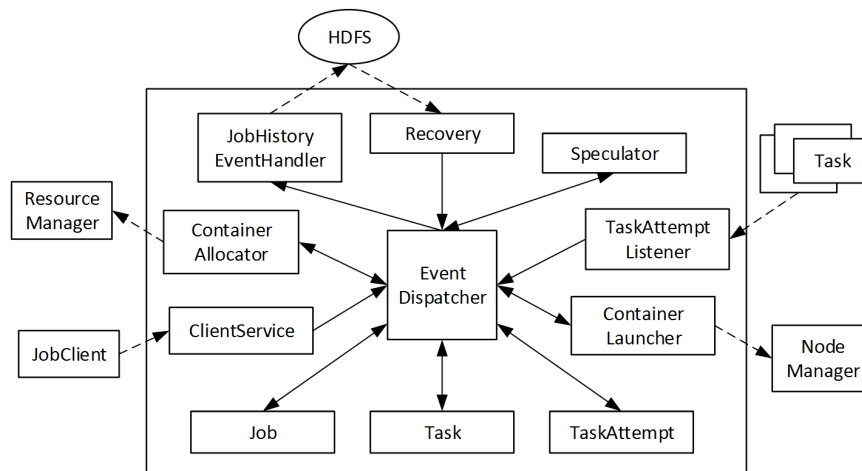 HDFS
JobHistory
EventHandler
Recovery
Speculator
Task
Resource
Manager
Container
Allocator
TaskAttempt
Listener
Event
Dispatcher
JobClient
ClientService
Container
Launcher
Node
Manager
Job
Task
TaskAttempt